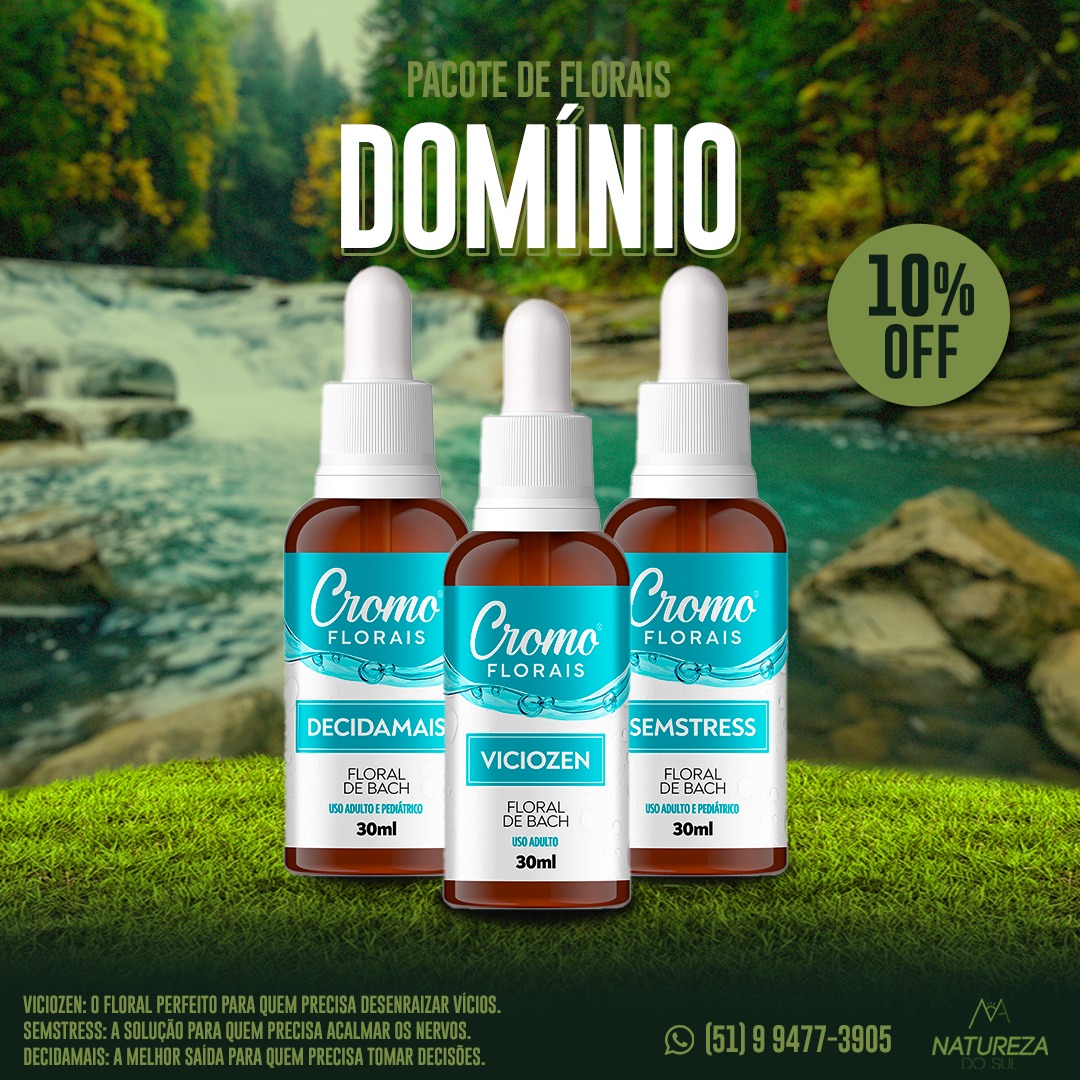 PACOTE DE FLORAIS
DOMÍNIO
10%
OFF
Cromo®
FLORAIS
DECIDAMAIS
FLORAL
DE BACH
USO ADULTO E PEDIÁTRICO
30ml
Cromo®
FLORAIS
VICIOZEN
FLORAL
DE BACH
USO ADULTO
30ml
Cromo®
FLORAIS
SEMSTRESS
FLORAL
DE BACH
USO ADULTO E PEDIÁTRICO
30ml
VICIOZEN: O FLORAL PERFEITO PARA QUEM PRECISA DESENRAIZAR VÍCIOS.
SEMSTRESS: A SOLUÇÃO PARA QUEM PRECISA ACALMAR OS NERVOS.
DECIDAMAIS: A MELHOR SAÍDA PARA QUEM PRECISA TOMAR DECISÕES.
(51) 9 9477-3905
NATUREZA
DO SUL